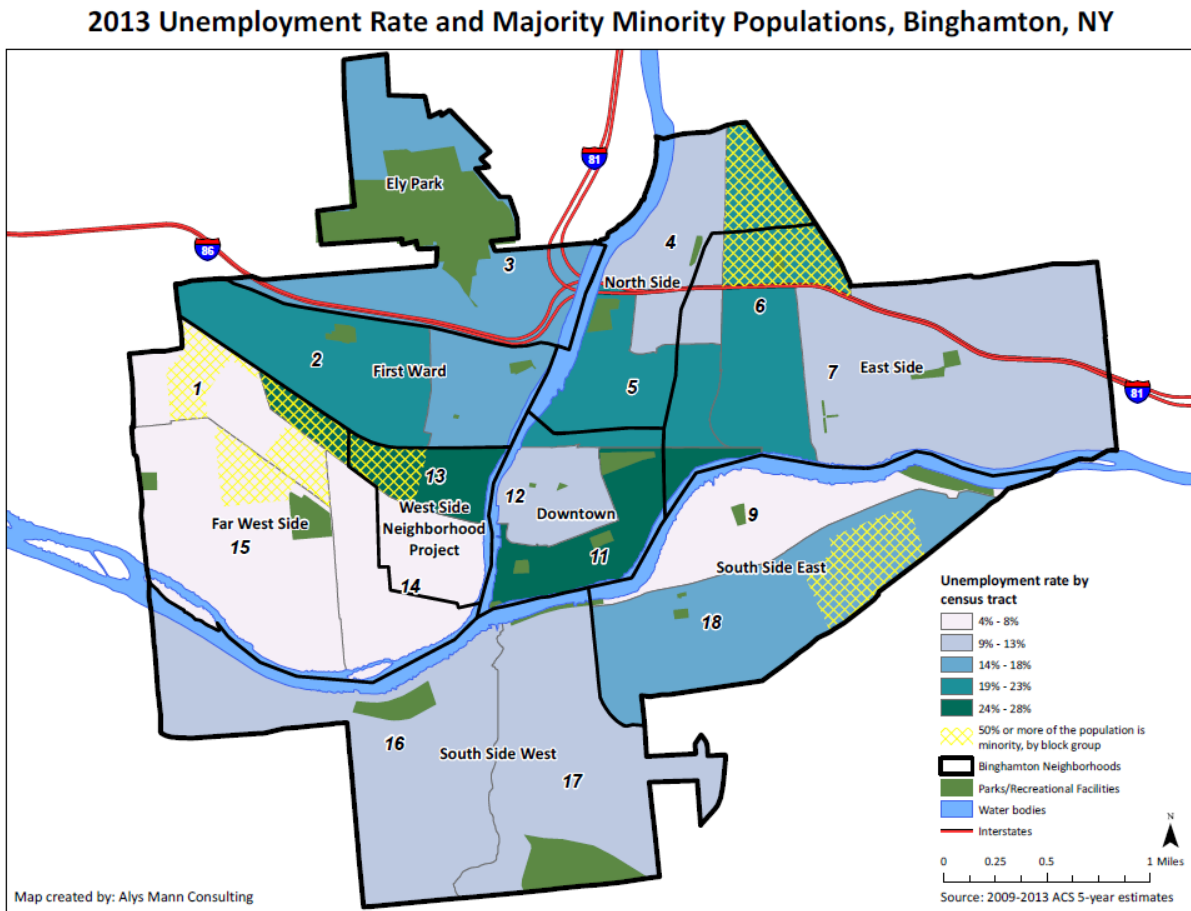 2013 Unemployment Rate and Majority Minority Populations, Binghamton, NY
81
Ely Park
86
3
4
North Side
6
2
First Ward
1
5
7
East Side
81
13
12
West Side
Neighborhood
Project
Downtown
Far West Side
15
9
11
South Side East
14
18
16
South Side West
17
Unemployment rate by
census tract
4% - 8%
9% - 13%
14% - 18%
19% - 23%
24% - 28%
50% or more of the population is
minority, by block group
Binghamton Neighborhoods
Parks/Recreational Facilities
Water bodies
Interstates
N
0 0.25 0.5 1 Miles
Map created by: Alys Mann Consulting
Source: 2009-2013 ACS 5-year estimates